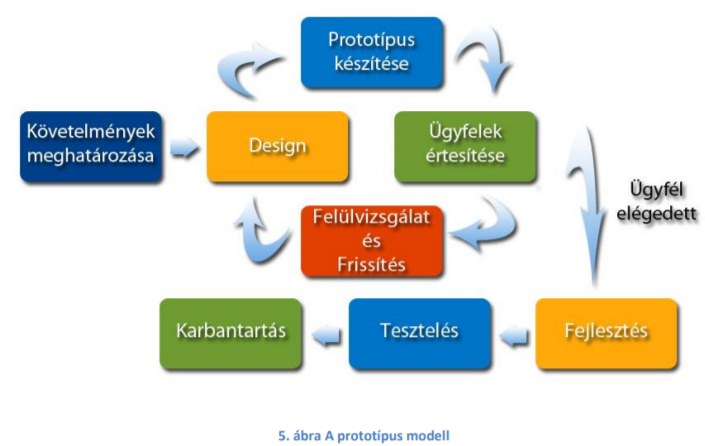 Prototípus
készítése
Követelmények
meghatározása
Design
Ügyfelek
értesítése
Ügyfél
elégedett
Felülvizsgálat
és
Frissítés
Karbantartás
Tesztelés
Fejlesztés
5. ábra A prototípus modell